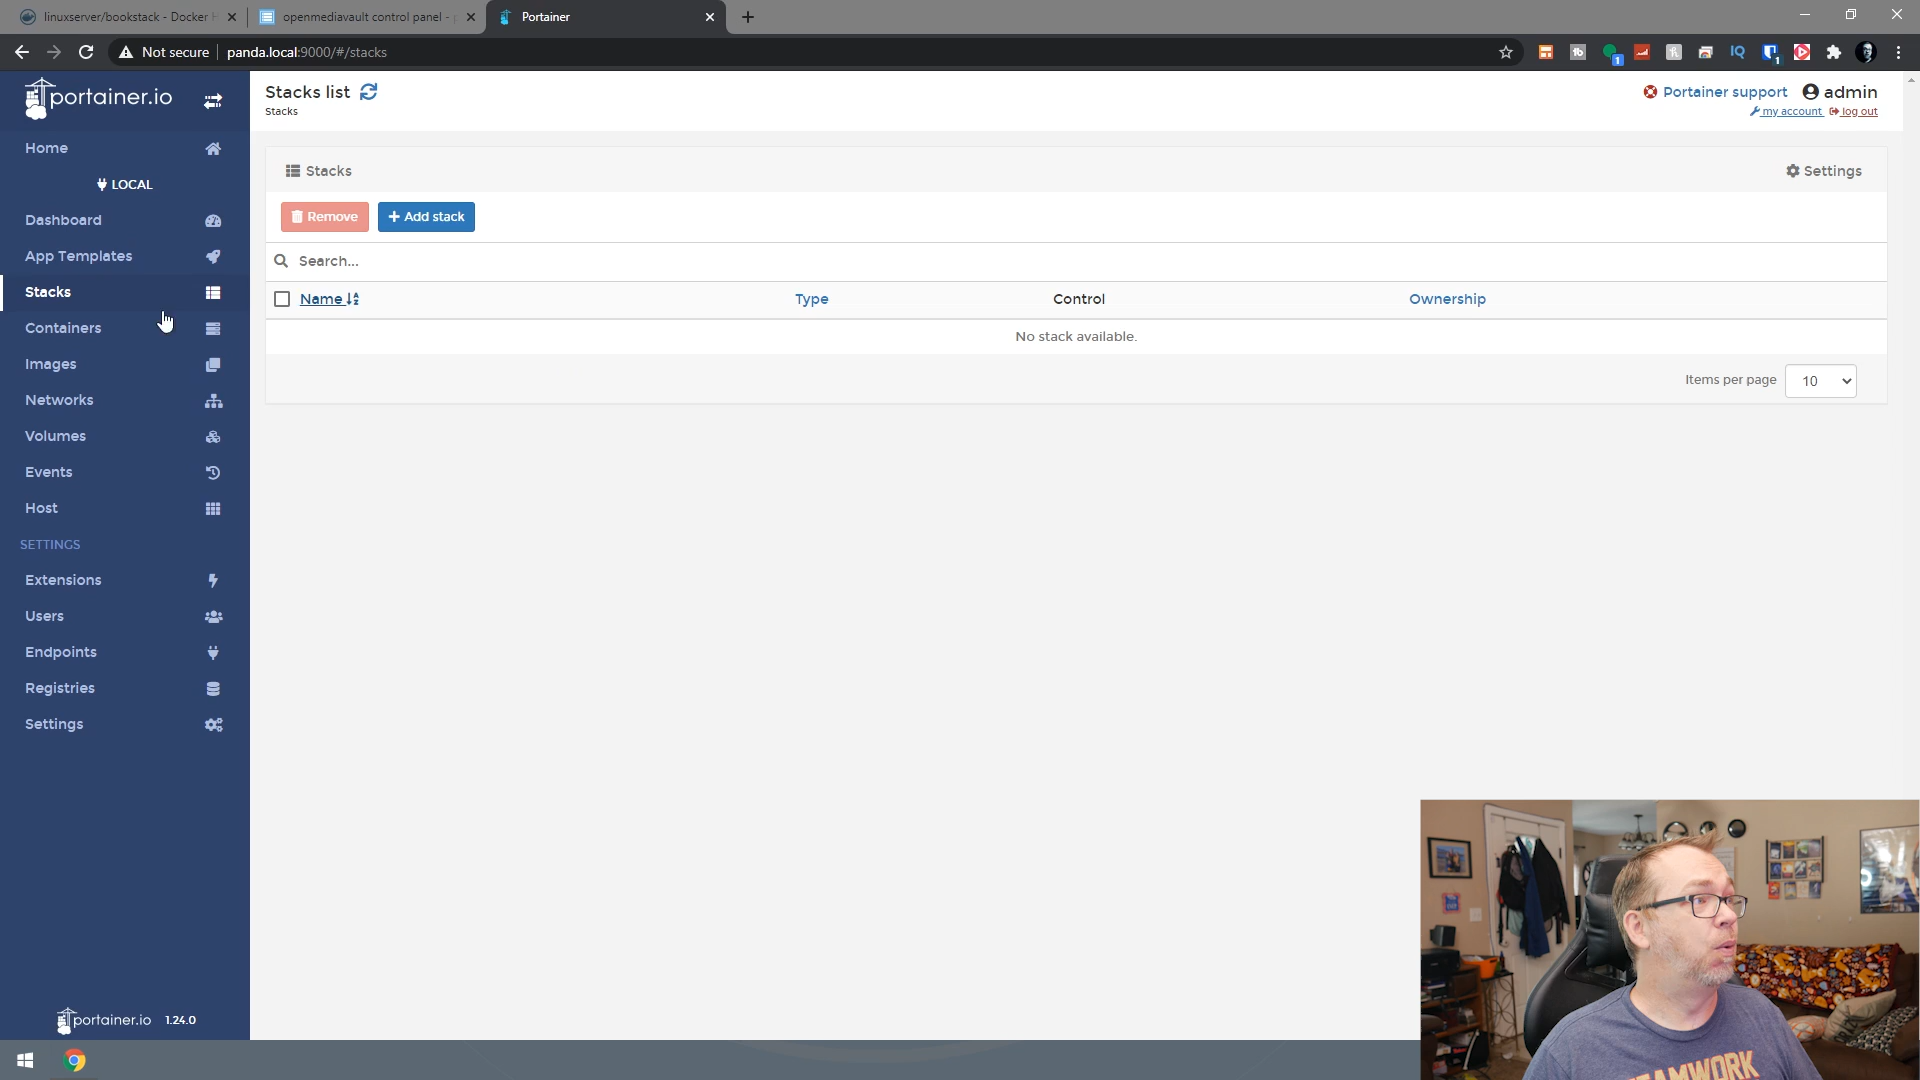 linuxserver/bookstack - Docker H
openmediavault control panel - p
Portainer
Not secure
panda.local:9000/#/stacks
portainer.io
Home
LOCAL
Dashboard
App Templates
Stacks
Containers
Images
Networks
Volumes
Events
Host
SETTINGS
Extensions
Users
Endpoints
Registries
Settings
portainer.io 1.24.0
Stacks list
Stacks
Portainer support
admin
my account
log out
Stacks
Settings
Remove
Add stack
Search...
Name
Type
Control
Ownership
No stack available.
Items per page
10
TEAMWORK